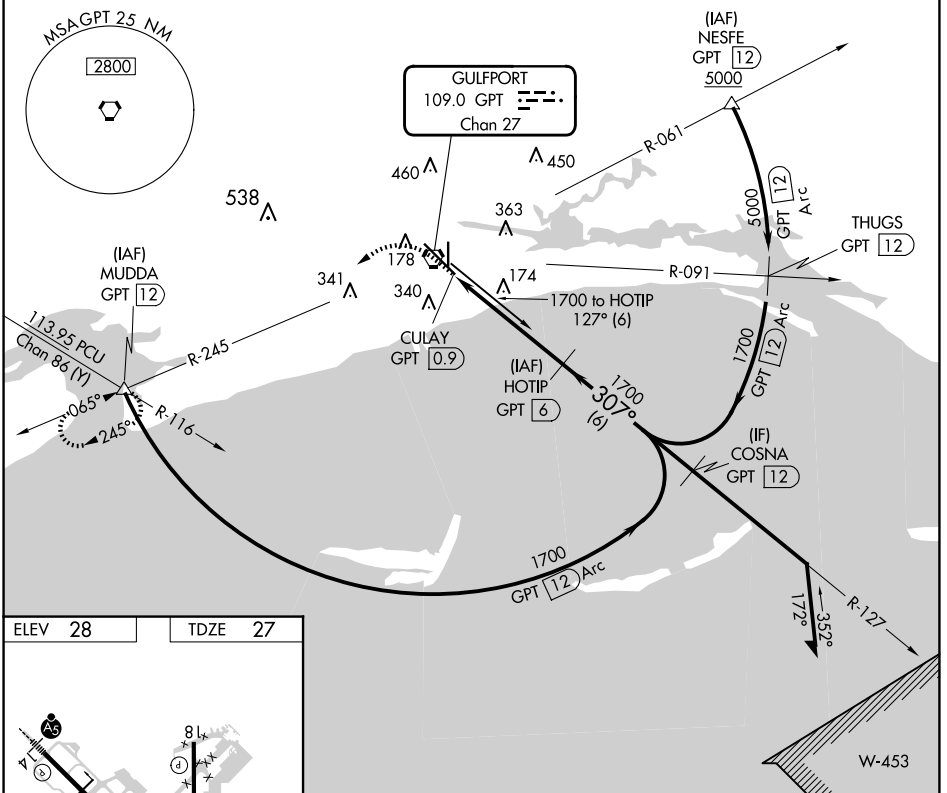 MSA GPT 25 NM
2800
(IAF)
NESFE
GPT 12
5000
GULFPORT
109.0 GPT
Chan 27
R-061
460
450
5000
GPT 12 Arc
538
363
THUGS
GPT 12
(IAF)
MUDDA
GPT 12
178
341
340
174
R-091
1700 to HOTIP
127° (6)
CULAY
GPT 0.9
113.95 PCU
Chan 86 (Y)
R-245
1700
GPT 12 Arc
(IAF)
HOTIP
GPT 6
1700
307°
(6)
065°
245°
R-116
(IF)
COSNA
GPT 12
1700
GPT 12 Arc
172°
352°
R-127
ELEV 28
TDZE 27
A5
18
P
4
P
W-453